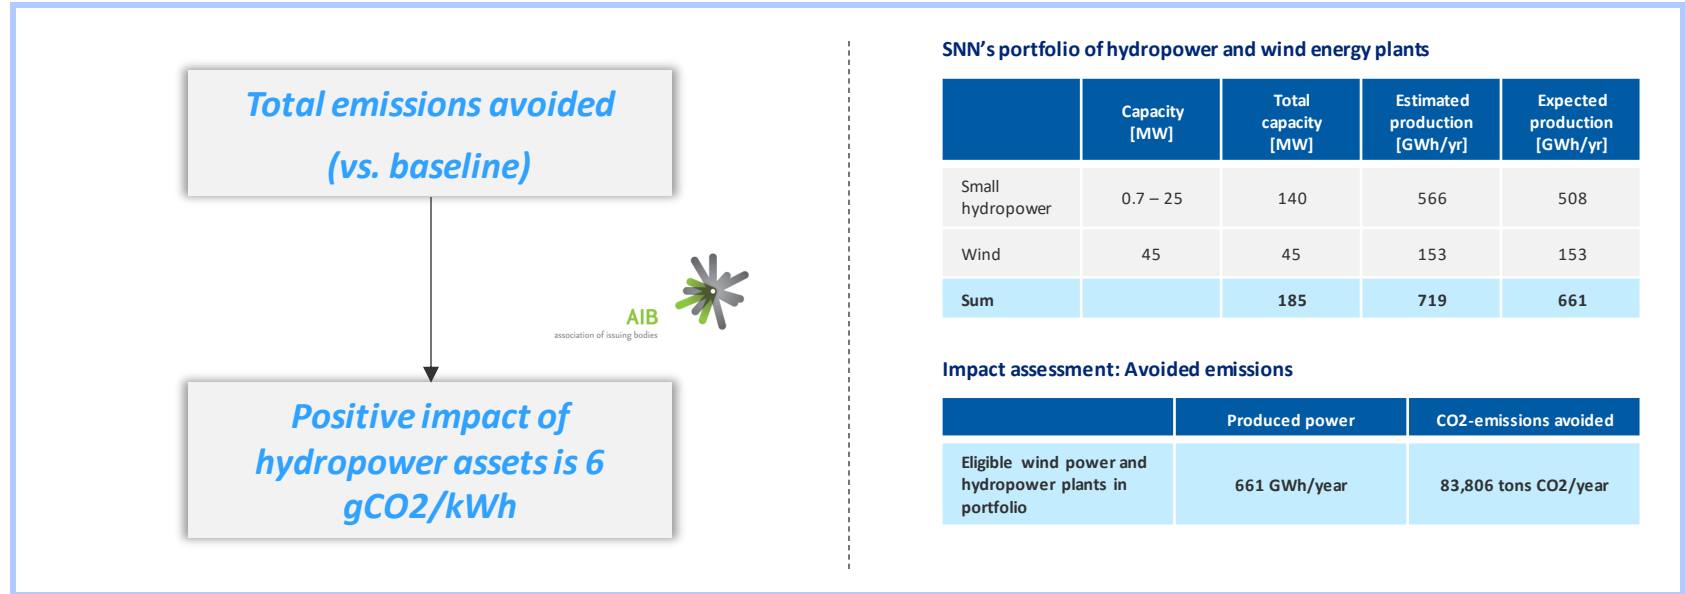 Total emissions avoided
(vs. baseline)
AIB
association of issuing bodies
Positive impact of
hydropower assets is 6
gCO2/kWh
SNN's portfolio of hydropower and wind energy plants
Capacity
[MW]
Total
capacity
[MW]
Estimated
production
[GWh/yr]
Expected
production
[GWh/yr]
Small
hydropower
0.7 – 25
140
566
508
Wind
45
45
153
153
Sum
185
719
661
Impact assessment: Avoided emissions
Produced power
CO2-emissions avoided
Eligible wind power and
hydropower plants in
portfolio
661 GWh/year
83,806 tons CO2/year